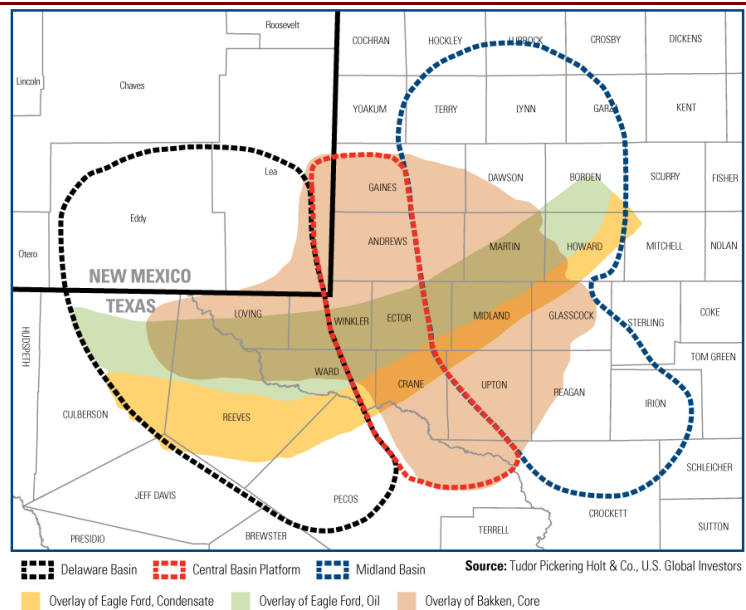 Roosevelt
COCHRAN HOCKLEY LUBBOCK CROSBY DICKENS
Lincoln
Chaves
YOAKUM TERRY LYNN GARZA KENT
Lea
GAINES DAWSON BORDEN SCURRY FISHER
Eddy
Otero
ANDREWS MARTIN HOWARD MITCHELL NOLAN
NEW MEXICO
TEXAS
LOVING WINKLER ECTOR MIDLAND GLASSCOCK STERLING COKE
HUDSPETH
TOM GREEN
WARD CRANE UPTON REAGAN IRION
CULBERSON REEVES
SCHLEICHER
JEFF DAVIS PECOS
CROCKETT
TERRELL SUTTON
PRESIDIO BREWSTER
Delaware Basin Central Basin Platform Midland Basin Source: Tudor Pickering Holt & Co., U.S. Global Investors
Overlay of Eagle Ford, Condensate Overlay of Eagle Ford, Oil Overlay of Bakken, Core